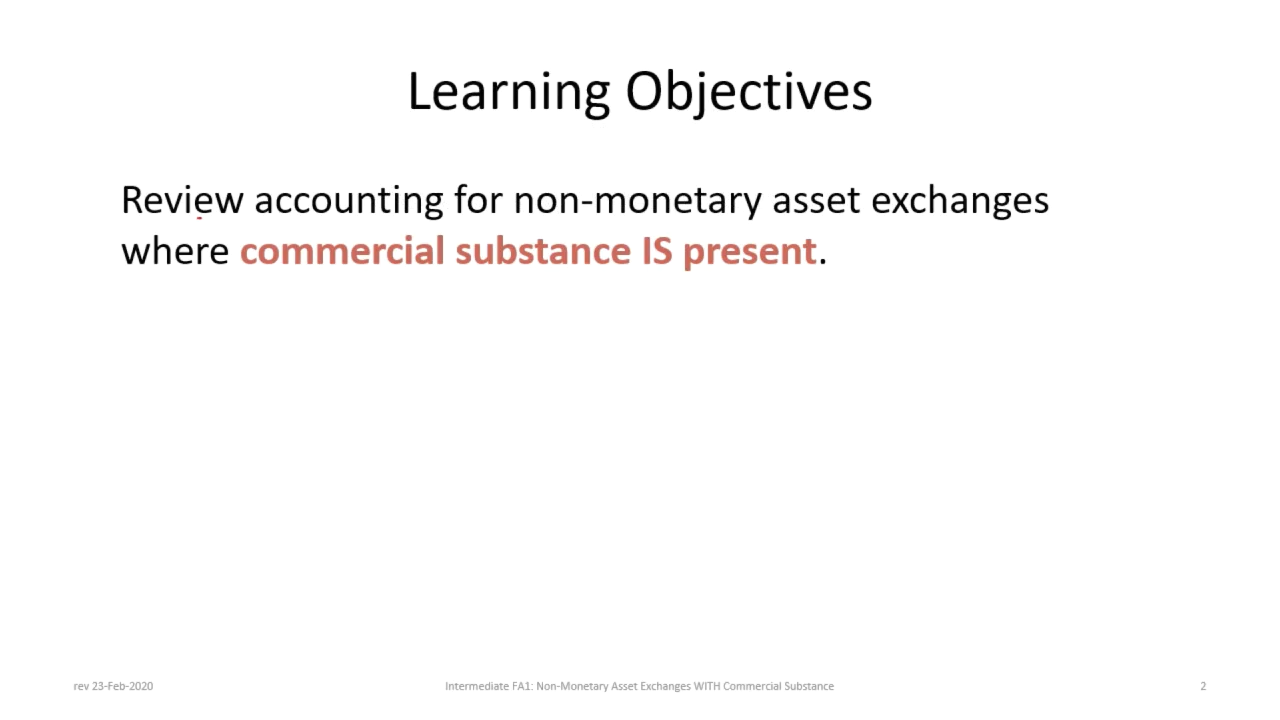 Learning Objectives
Review accounting for non-monetary asset exchanges
where commercial substance IS present.
rev 23-Feb-2020
Intermediate FA1: Non-Monetary Asset Exchanges WITH Commercial Substance
2